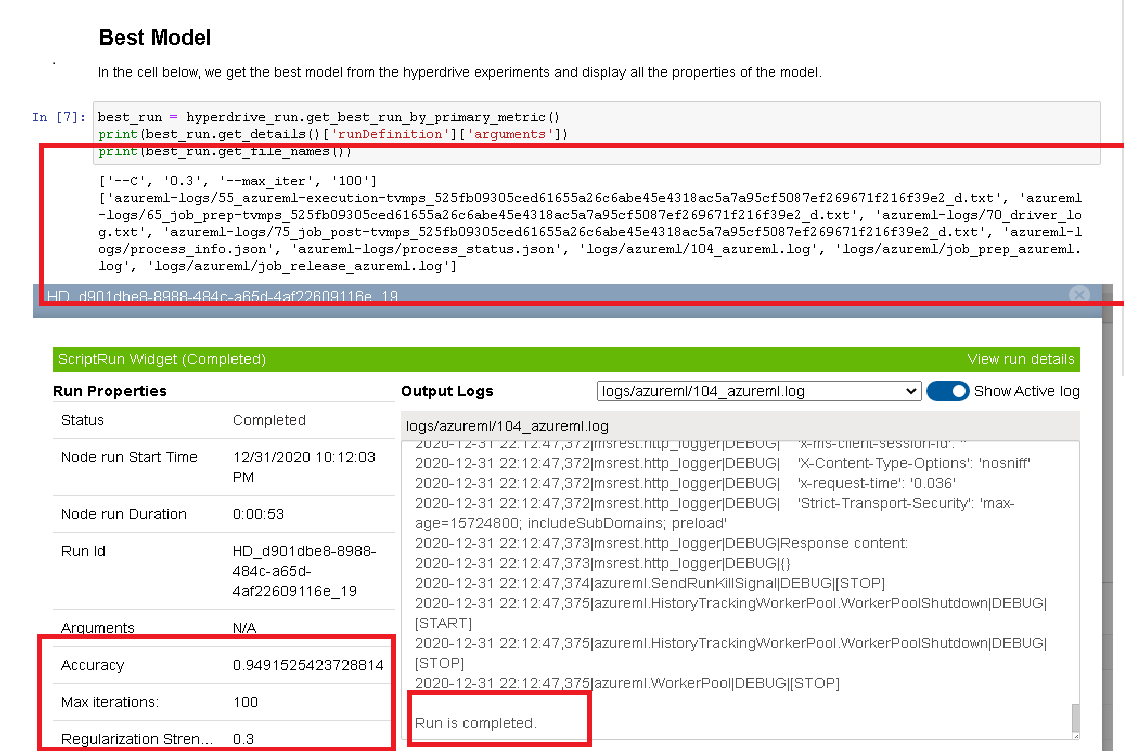 Best Model
In the cell below, we get the best model from the hyperdrive experiments and display all the properties of the model.
In [7]:
best_run = hyperdrive_run.get_best_run_by_primary_metric()
print(best_run.get_details()['runDefinition']['arguments'])
print(best_run.get_file_names())
['--C', '0.3', '--max_iter', '100']
['azureml-logs/55_azureml-execution-tvmps_525fb09305ced61655a26c6abe45e4318ac5a7a95cf5087ef269671f216f39e2_d.txt', 'azureml
-logs/65_job_prep-tvmps_525fb09305ced61655a26c6abe45e4318ac5a7a95cf5087ef269671f216f39e2_d.txt', 'azureml-logs/70_driver_lo
g.txt', 'azureml-logs/75_job_post-tvmps_525fb09305ced61655a26c6abe45e4318ac5a7a95cf5087ef269671f216f39e2_d.txt', 'azureml-l
ogs/process_info.json', 'azureml-logs/process_status.json', 'logs/azureml/104_azureml.log', 'logs/azureml/job_prep_azureml.
log', 'logs/azureml/job_release_azureml.log']
HD_d901dbe8-8988-484c-a65d-4af22609116e_19
ScriptRun Widget (Completed)
View run details
Run Properties
Status Completed
Node run Start Time 12/31/2020 10:12:03
PM
Node run Duration 0:00:53
Run Id HD_d901dbe8-8988-
484c-a65d-
4af22609116e_19
Arguments N/A
Accuracy 0.9491525423728814
Max iterations: 100
Regularization Stren... 0.3
Output Logs
logs/azureml/104_azureml.log
Show Active log
logs/azureml/104_azureml.log
2020-12-31 22:12:47,372|msrest.http_logger|DEBUG| 'x-ms-client-session-id': ''
2020-12-31 22:12:47,372|msrest.http_logger|DEBUG| 'X-Content-Type-Options': 'nosniff'
2020-12-31 22:12:47,372|msrest.http_logger|DEBUG| 'x-request-time': '0.036'
2020-12-31 22:12:47,372|msrest.http_logger|DEBUG| 'Strict-Transport-Security': 'max-
age=15724800; includeSubDomains; preload'
2020-12-31 22:12:47,373|msrest.http_logger|DEBUG|Response content:
2020-12-31 22:12:47,373|msrest.http_logger|DEBUG|{}
2020-12-31 22:12:47,374|azureml.SendRunKillSignal|DEBUG|[STOP]
2020-12-31 22:12:47,375|azureml.HistoryTrackingWorkerPool.WorkerPoolShutdown|DEBUG|
[START]
2020-12-31 22:12:47,375|azureml.HistoryTrackingWorkerPool.WorkerPoolShutdown|DEBUG|
[STOP]
2020-12-31 22:12:47,375|azureml.WorkerPool|DEBUG|[STOP]
Run is completed.